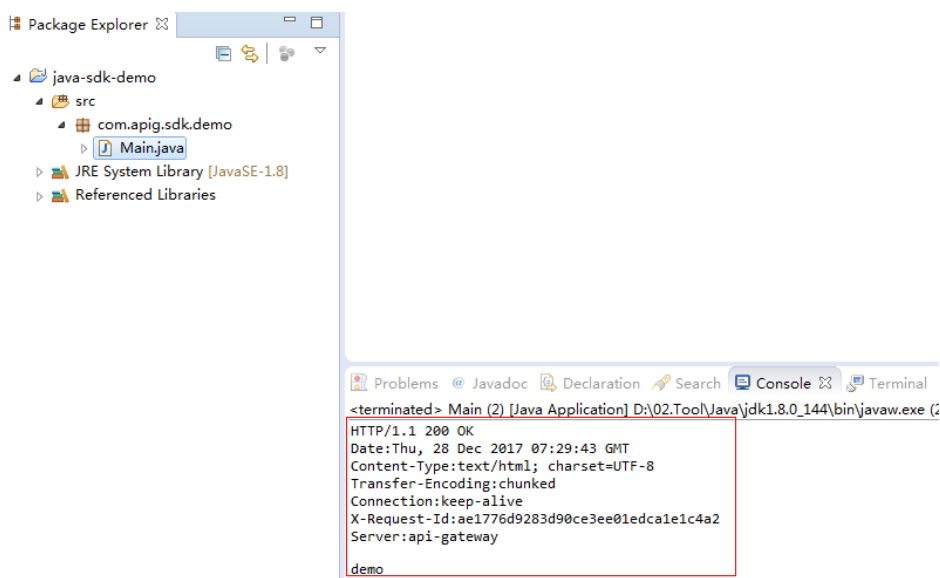 Package Explorer
java-sdk-demo
src
com.apig.sdk.demo
Main.java
JRE System Library [JavaSE-1.8]
Referenced Libraries
Problems @ Javadoc Declaration Search Console Terminal
<terminated> Main (2) [Java Application] D:\02.Tool\Java\jdk1.8.0_144\bin\javaw.exe (2
HTTP/1.1 200 OK
Date:Thu, 28 Dec 2017 07:29:43 GMT
Content-Type:text/html; charset=UTF-8
Transfer-Encoding:chunked
Connection:keep-alive
X-Request-Id:ae1776d9283d90ce3ee01edca1e1c4a2
Server:api-gateway
demo